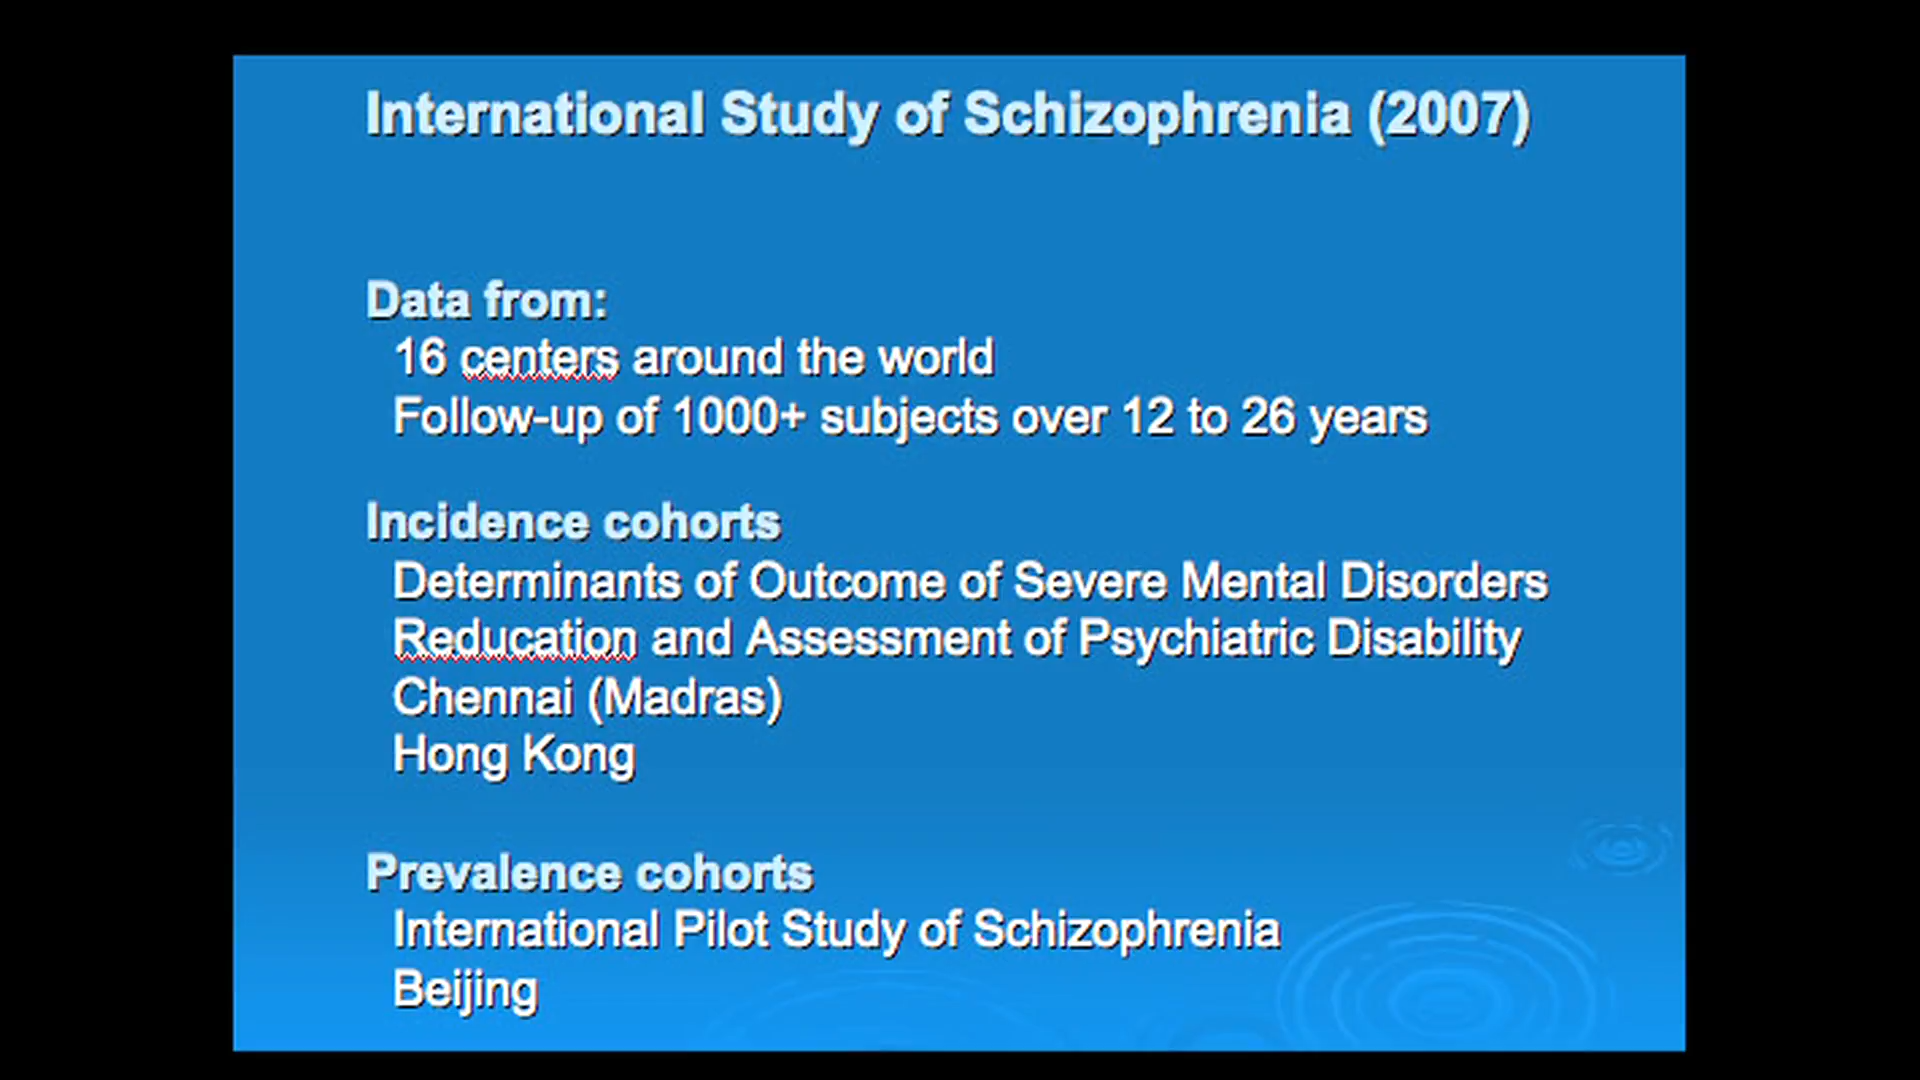 International Study of Schizophrenia (2007)
Data from:
16 centers around the world
Follow-up of 1000+ subjects over 12 to 26 years
Incidence cohorts
Determinants of Outcome of Severe Mental Disorders
Reducation and Assessment of Psychiatric Disability
Chennai (Madras)
Hong Kong
Prevalence cohorts
International Pilot Study of Schizophrenia
Beijing